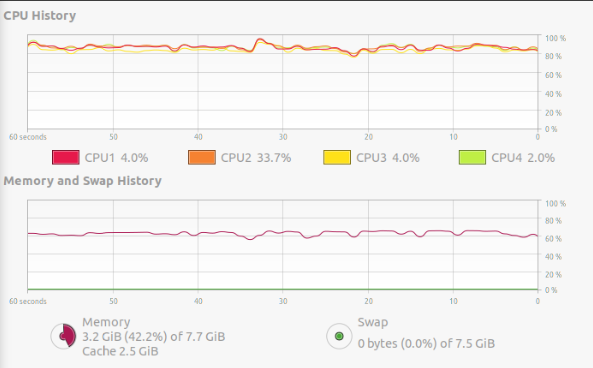 CPU History
100 %
80 %
60 %
40 %
20 %
0 %
60 seconds 50 40 30 20 10 0
CPU1 4.0% CPU2 33.7% CPU3 4.0% CPU4 2.0%
Memory and Swap History
100 %
80 %
60 %
40 %
20 %
0 %
60 seconds 50 40 30 20 10 0
Memory
3.2 GiB (42.2%) of 7.7 GiB
Cache 2.5 GiB
Swap
0 bytes (0.0%) of 7.5 GiB